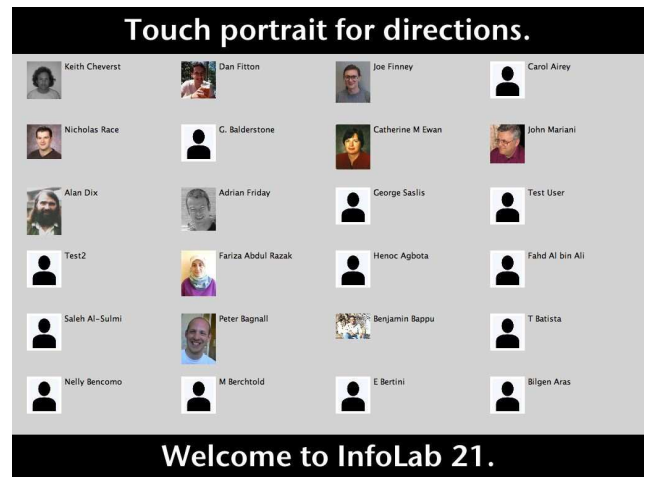 Touch portrait for directions.
Keith Cheverst
Dan Fitton
Joe Finney
Carol Airey
Nicholas Race
G. Balderstone
Catherine M Ewan
John Mariani
Alan Dix
Adrian Friday
George Saslis
Test User
Test2
Fariza Abdul Razak
Henoc Agbota
Fahd Al bin Ali
Saleh Al-Sulmi
Peter Bagnall
Benjamin Bappu
T Batista
Nelly Bencomo
M Berchtold
E Bertini
Bilgen Aras
Welcome to InfoLab 21.